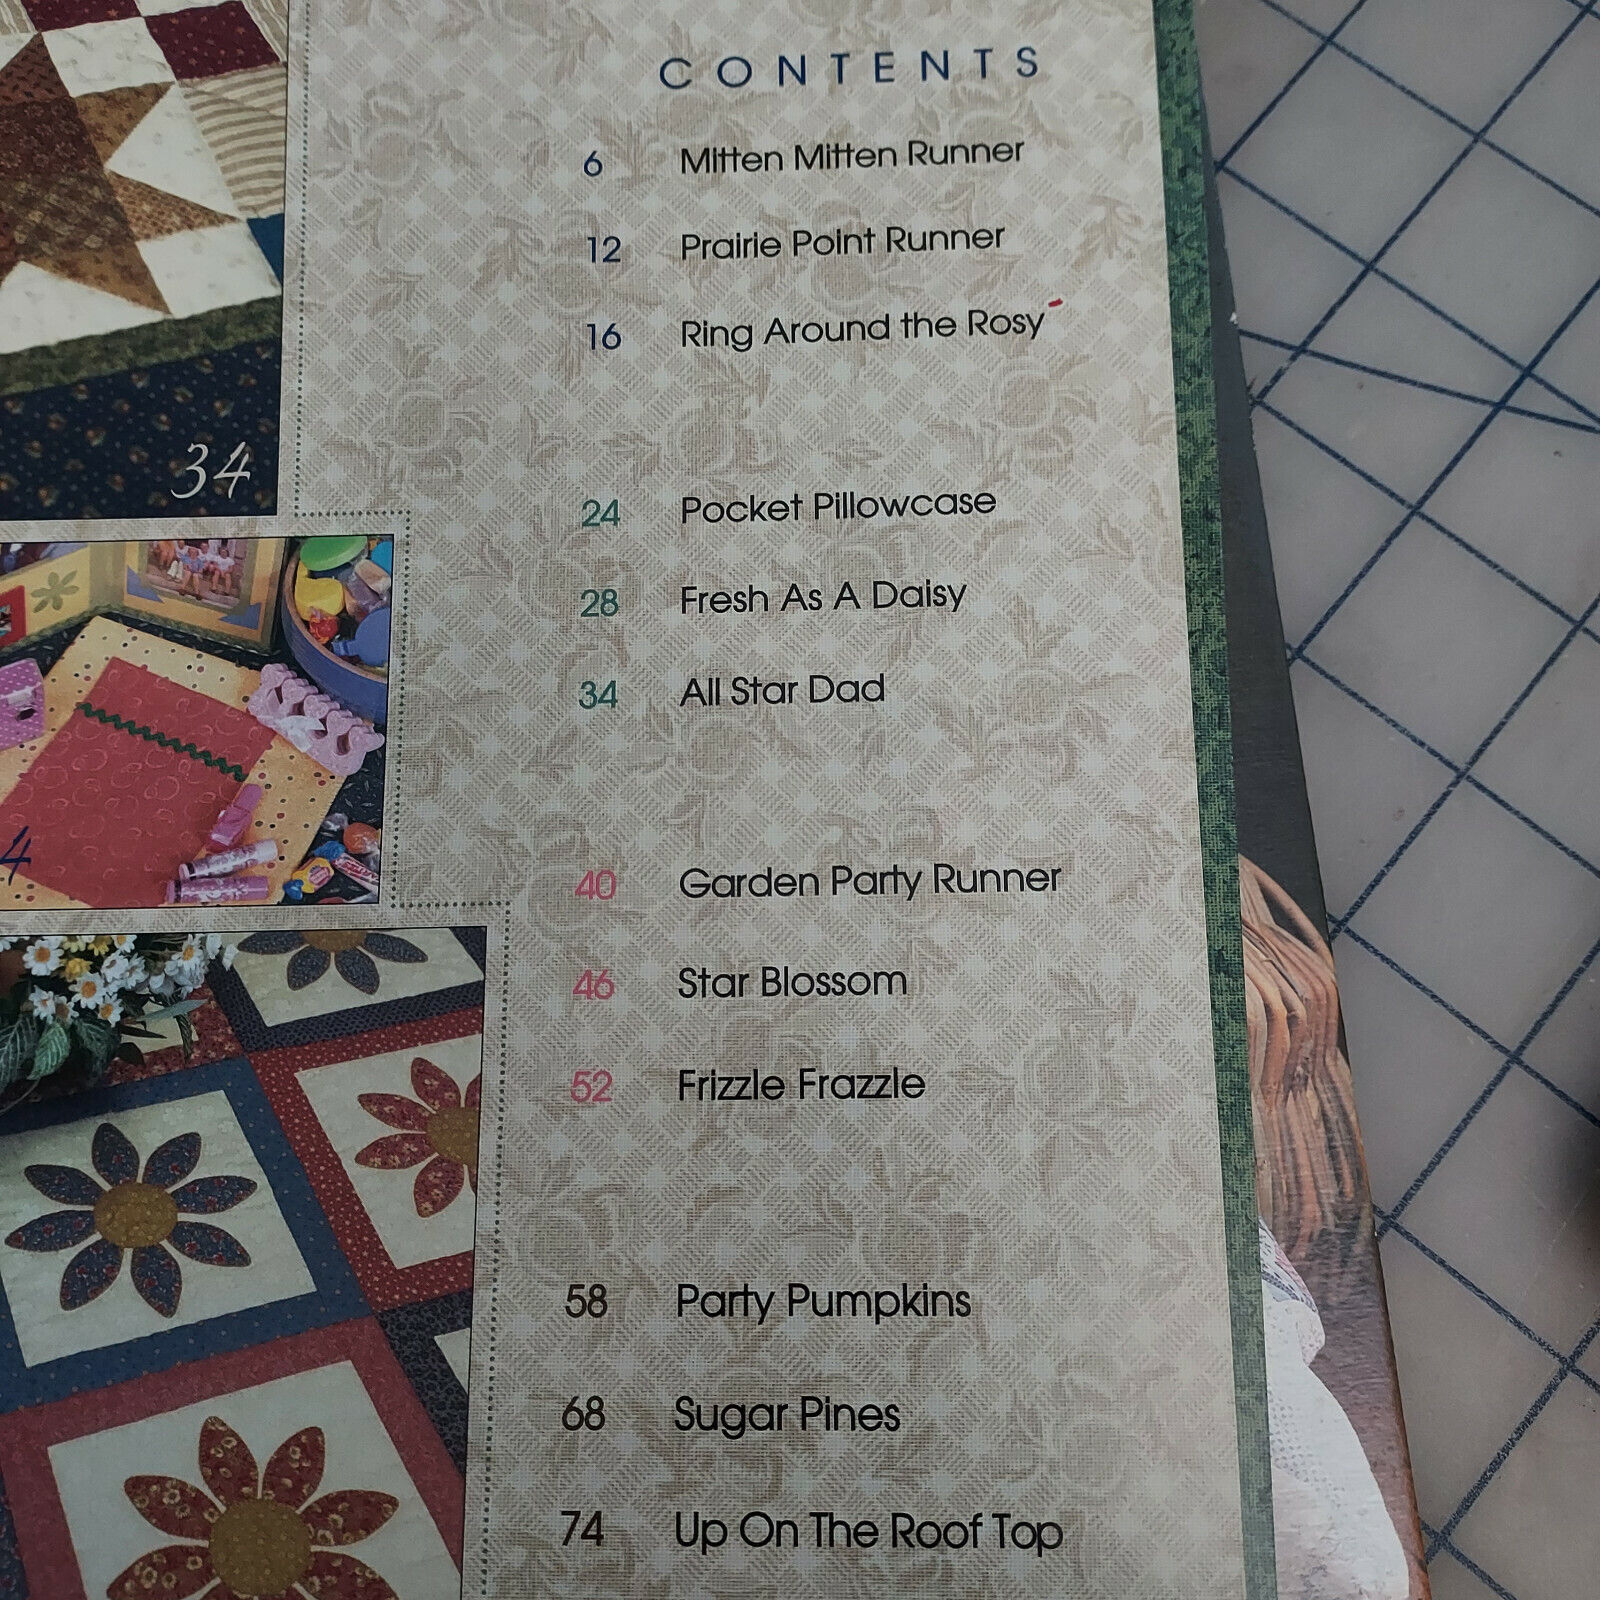 CONTENTS
6 Mitten Mitten Runner
12 Prairie Point Runner
16 Ring Around the Rosy
24 Pocket Pillowcase
28 Fresh As A Daisy
34 All Star Dad
40 Garden Party Runner
46 Star Blossom
52 Frizzle Frazzle
58 Party Pumpkins
68 Sugar Pines
74 Up On The Roof Top
34
4